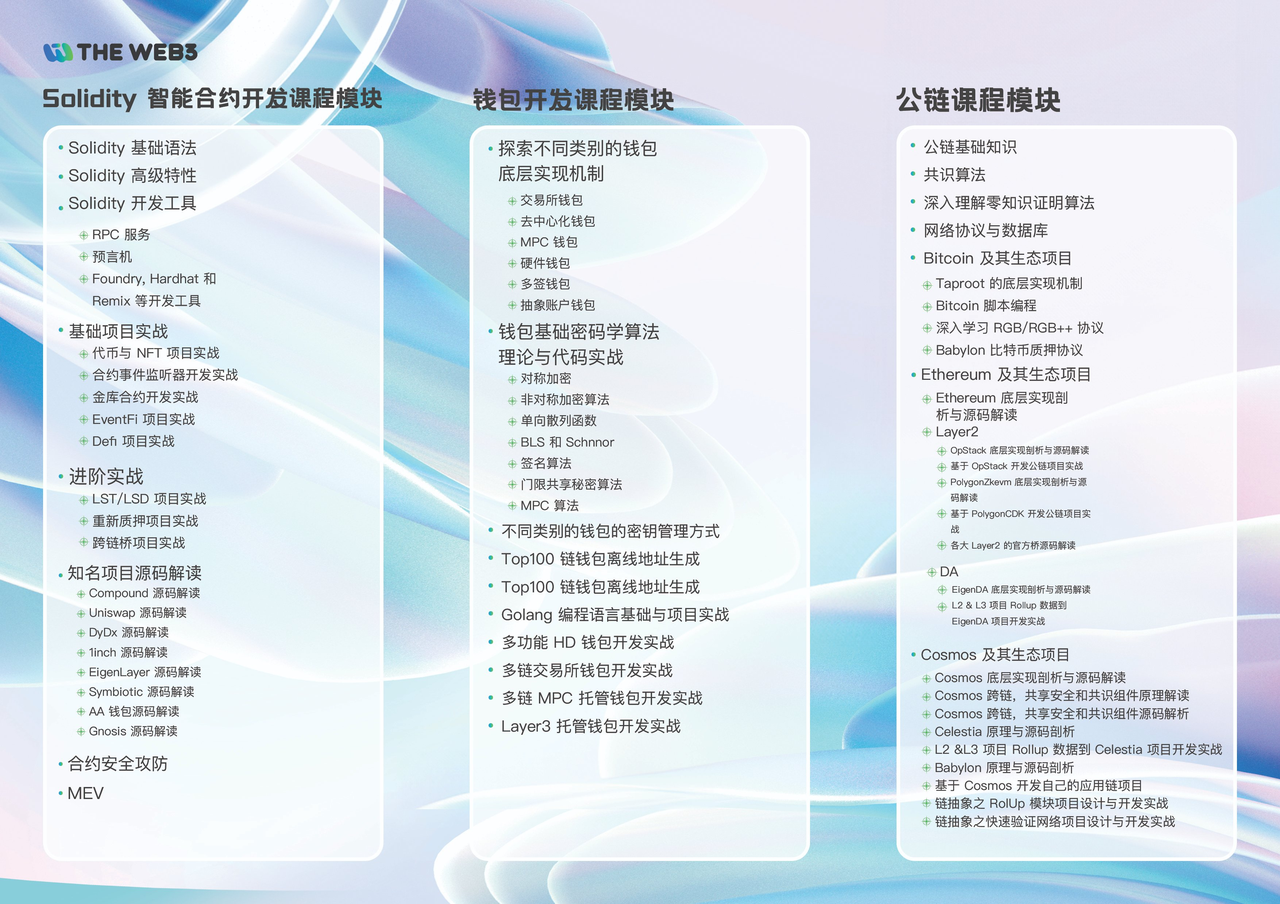 THE WEB3
Solidity 智能合约开发课程模块
Solidity 基础语法
Solidity 高级特性
Solidity 开发工具
RPC 服务
预言机
Foundry, Hardhat 和
Remix 等开发工具
基础项目实战
代币与 NFT 项目实战
合约事件监听器开发实战
金库合约开发实战
EventFi 项目实战
Defi 项目实战
进阶实战
LST/LSD 项目实战
重新质押项目实战
跨链桥项目实战
知名项目源码解读
Compound 源码解读
Uniswap 源码解读
DyDx 源码解读
1inch 源码解读
EigenLayer 源码解读
Symbiotic 源码解读
AA 钱包源码解读
Gnosis 源码解读
合约安全攻防
MEV
钱包开发课程模块
探索不同类别的钱包
底层实现机制
交易所钱包
去中心化钱包
MPC 钱包
硬件钱包
多签钱包
抽象账户钱包
钱包基础密码学算法
理论与代码实战
对称加密
非对称加密算法
单向散列函数
BLS 和 Schnnor
签名算法
门限共享秘密算法
MPC 算法
不同类别的钱包的密钥管理方式
Top100 链钱包离线地址生成
Top100 链钱包离线地址生成
Golang 编程语言基础与项目实战
多功能 HD 钱包开发实战
多链交易所钱包开发实战
多链 MPC 托管钱包开发实战
Layer3 托管钱包开发实战
公链课程模块
公链基础知识
共识算法
深入理解零知识证明算法
网络协议与数据库
Bitcoin 及其生态项目
Taproot 的底层实现机制
Bitcoin 脚本编程
深入学习 RGB/RGB++ 协议
Babylon 比特币质押协议
Ethereum 及其生态项目
Ethereum 底层实现剖
析与源码解读
Layer2
OpStack 底层实现剖析与源码解读
基于 OpStack 开发公链项目实战
PolygonZkevm 底层实现剖析与源
码解读
基于 PolygonCDK 开发公链项目实
战
各大 Layer2 的官方桥源码解读
DA
EigenDA 底层实现剖析与源码解读
L2 & L3 项目 Rollup 数据到
EigenDA 项目开发实战
Cosmos 及其生态项目
Cosmos 底层实现剖析与源码解读
Cosmos 跨链，共享安全和共识组件原理解读
Cosmos 跨链，共享安全和共识组件源码解析
Celestia 原理与源码剖析
L2 &L3 项目 Rollup 数据到 Celestia 项目开发实战
Babylon 原理与源码剖析
基于 Cosmos 开发自己的应用链项目
链抽象之 RolUp 模块项目设计与开发实战
链抽象之快速验证网络项目设计与开发实战